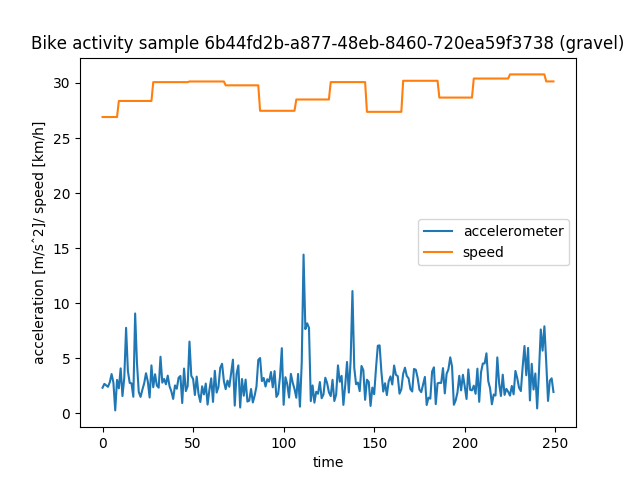 Bike activity sample 6b44fd2b-a877-48eb-8460-720ea59f3738 (gravel)
acceleration [m/s^2]/ speed [km/h]
30
25
20
15
10
5
0
accelerometer
speed
0 50 100 150 200 250
time